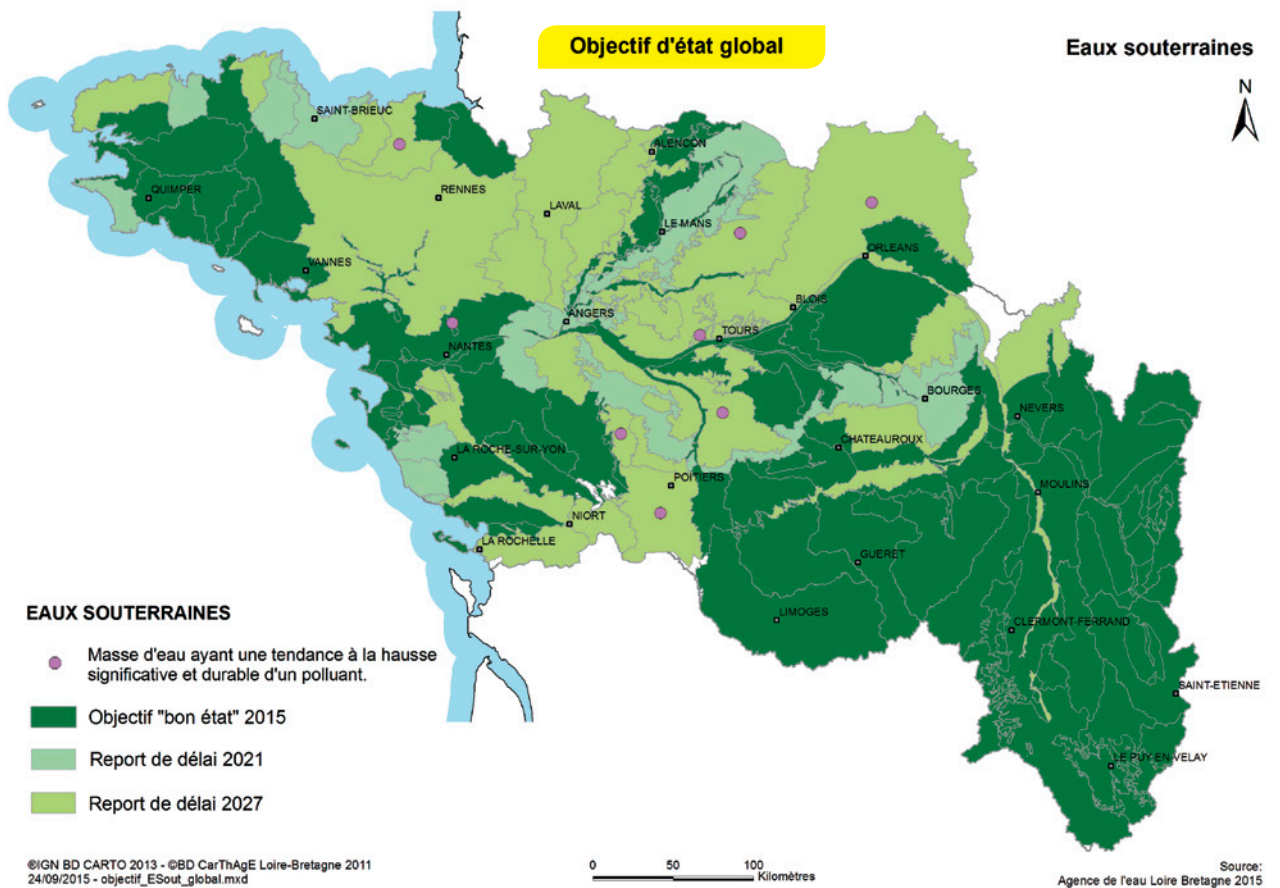 Objectif d'état global
Eaux souterraines
N
SAINT-BRIEUC
ALENCON
QUIMPER
RENNES
LAVAL
LE MANS
ORLEANS
VANNES
BLOIS
ANGERS
TOURS
NANTES
BOURGES
NEVERS
CHATEAUROUX
LA ROCHE-SUR-YON
POITIERS
MOULINS
NIORT
LA ROCHELLE
GUERET
LIMOGES
CLERMONT-FERRAND
SAINT-ETIENNE
LE PUY-EN-VELAY
EAUX SOUTERRAINES
Masse d'eau ayant une tendance à la hausse
significative et durable d'un polluant.
Objectif "bon état" 2015
Report de délai 2021
Report de délai 2027
©IGN BD CARTO 2013 - ©BD CarThAgE Loire-Bretagne 2011
24/09/2015 - objectif_ESout_global.mxd
0 50 100
Kilomètres
Source:
Agence de l'eau Loire Bretagne 2015